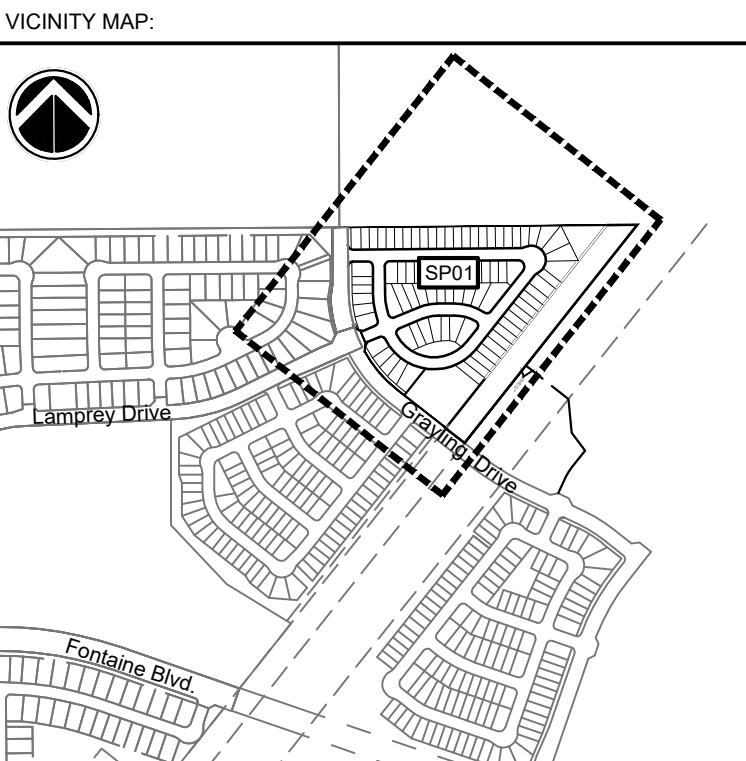 VICINITY MAP:
SP01
Lamprey Drive
Grayling Drive
Fontaine Blvd.